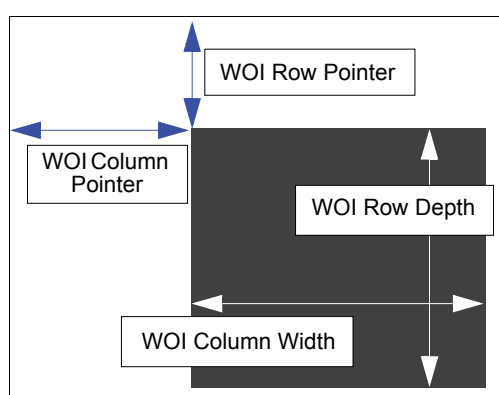 WOI Row Pointer
WOI Column
Pointer
WOI Row Depth
WOI Column Width